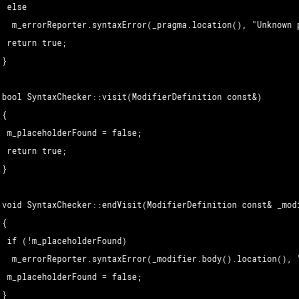 else
m_errorReporter.syntaxError(_pragma.location(), "Unknown
return true;
}
bool SyntaxChecker::visit(ModifierDefinition const&)
{
m_placeholderFound = false;
return true;
}
void SyntaxChecker::endVisit(ModifierDefinition const& _modi
{
if (!m_placeholderFound)
m_errorReporter.syntaxError(_modifier.body().location(), "
m_placeholderFound = false;
}